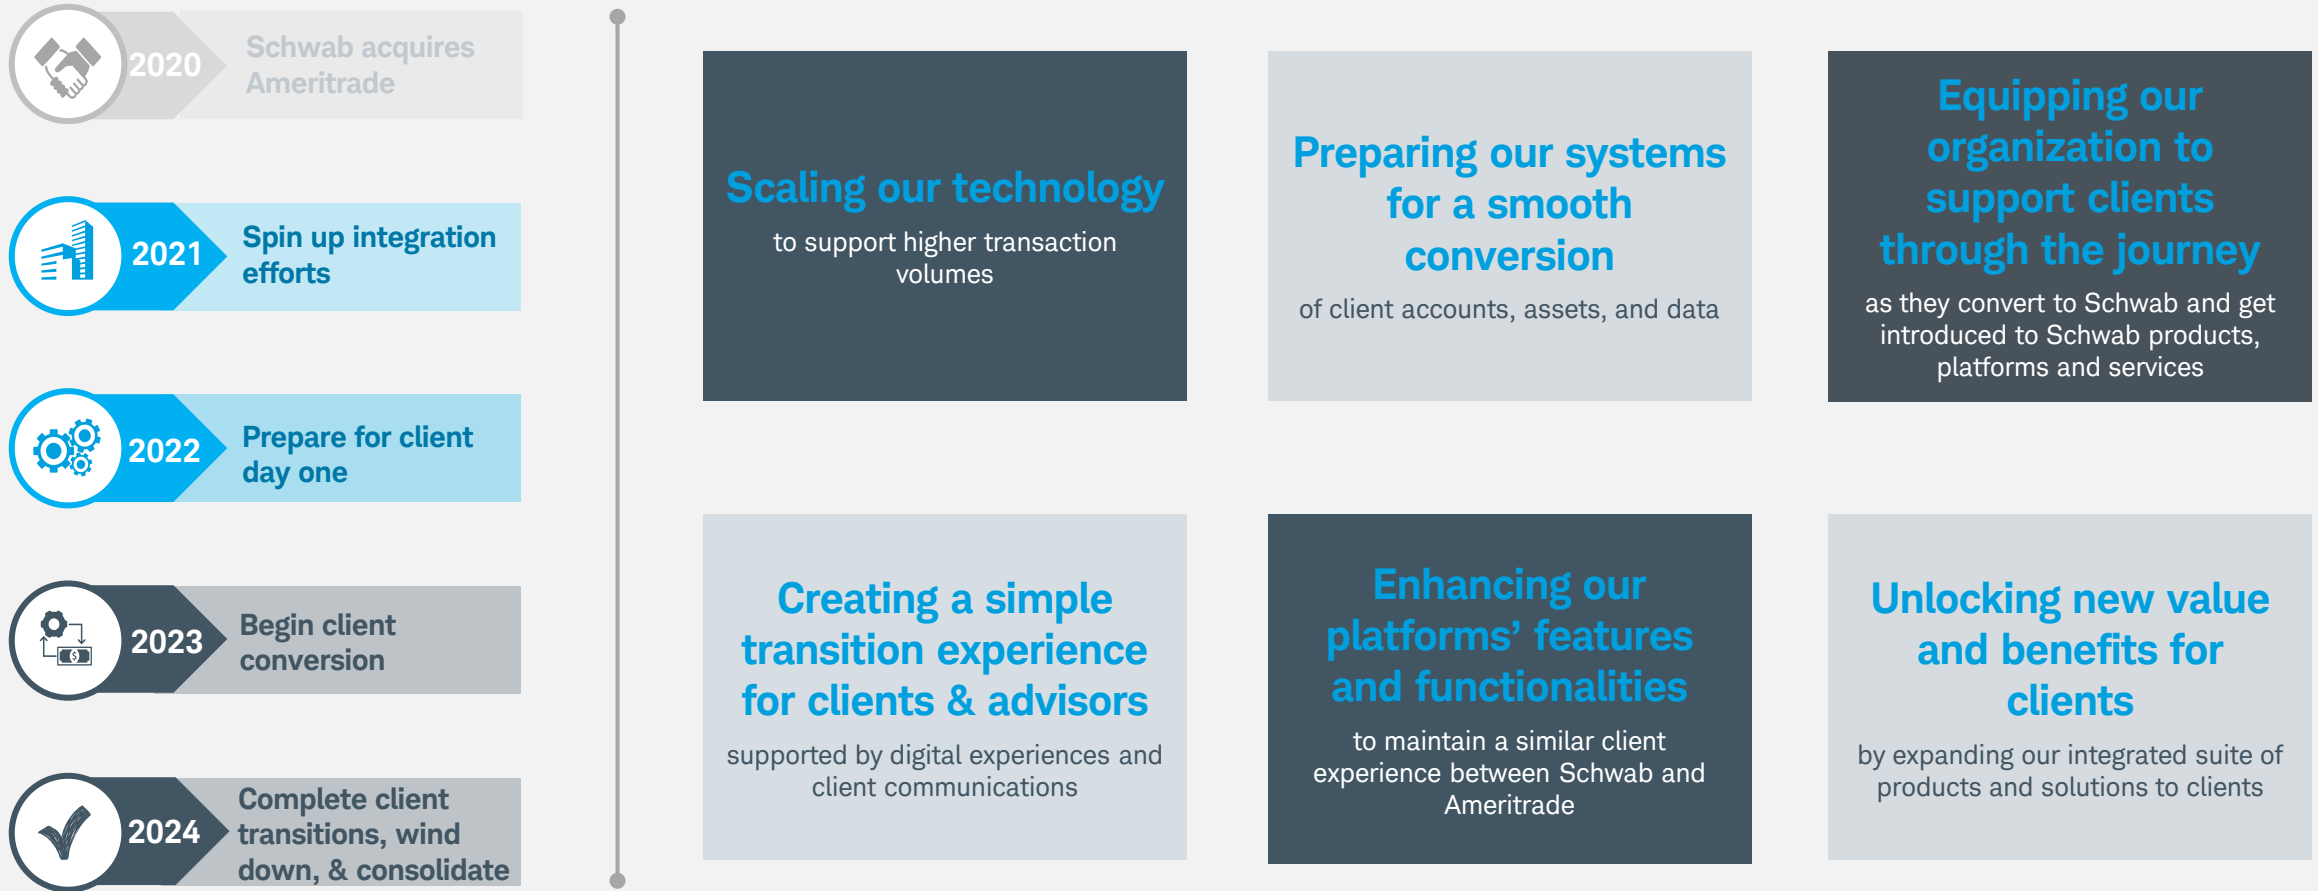 2020
Schwab acquires
Ameritrade
2021
Spin up integration
efforts
2022
Prepare for client
day one
2023
Begin client
conversion
2024
Complete client
transitions, wind
down, & consolidate
Scaling our technology
to support higher transaction
volumes
Preparing our systems
for a smooth
conversion
of client accounts, assets, and data
Equipping our
organization to
support clients
through the journey
as they convert to Schwab and get
introduced to Schwab products,
platforms and services
Creating a simple
transition experience
for clients & advisors
supported by digital experiences and
client communications
Enhancing our
platforms’ features
and functionalities
to maintain a similar client
experience between Schwab and
Ameritrade
Unlocking new value
and benefits for
clients
by expanding our integrated suite of
products and solutions to clients